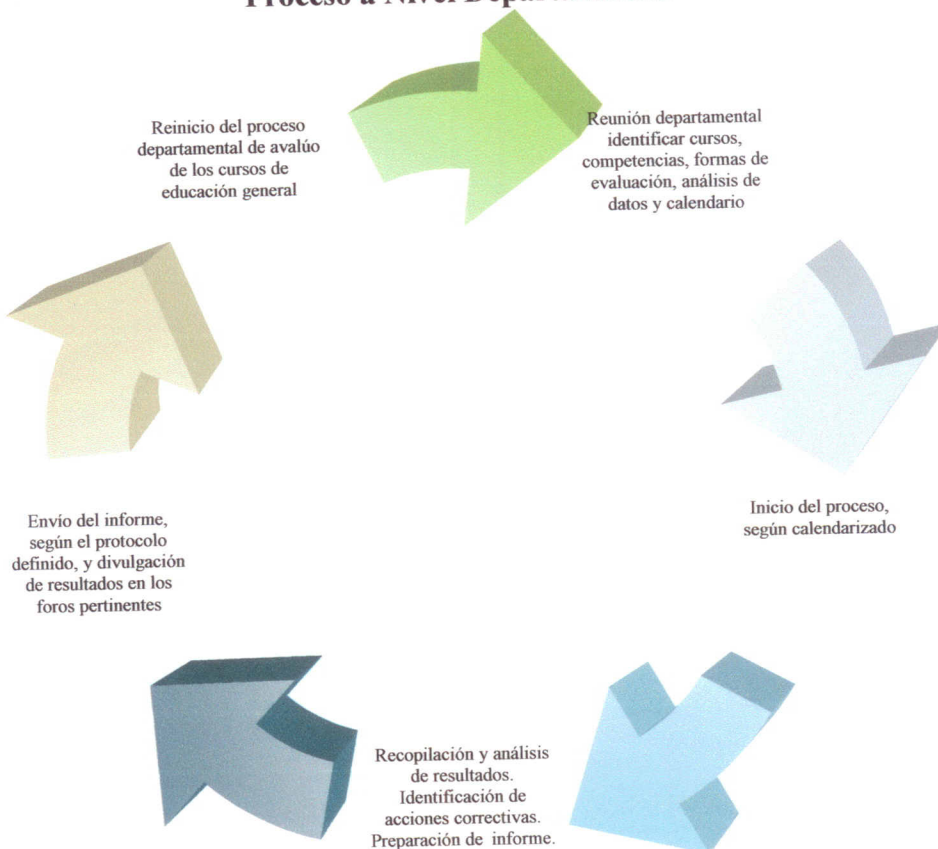 Proceso a Nivel
Reinicio del proceso
departamental de avalúo
de los cursos de
educación general
Reunión departamental
identificar cursos,
competencias, formas de
evaluación, análisis de
datos y calendario
Inicio del proceso,
según calendarizado
Recopilación y análisis
de resultados.
Identificación de
acciones correctivas.
Preparación de informe.
Envío del informe,
según el protocolo
definido, y divulgación
de resultados en los
foros pertinentes